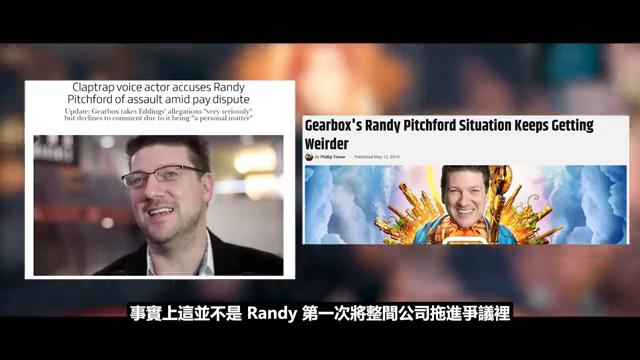 Claptrap voice actor accuses Randy
Pitchford of assault amid pay dispute
Update: Gearbox takes Eddings' allegations "very seriously"
but declines to comment due to it being "a personal matter"
Gearbox's Randy Pitchford Situation Keeps Getting
Weirder
By Phillip Tinner Published May 12, 2019
事實上這並不是 Randy 第一次將整間公司拖進爭議裡